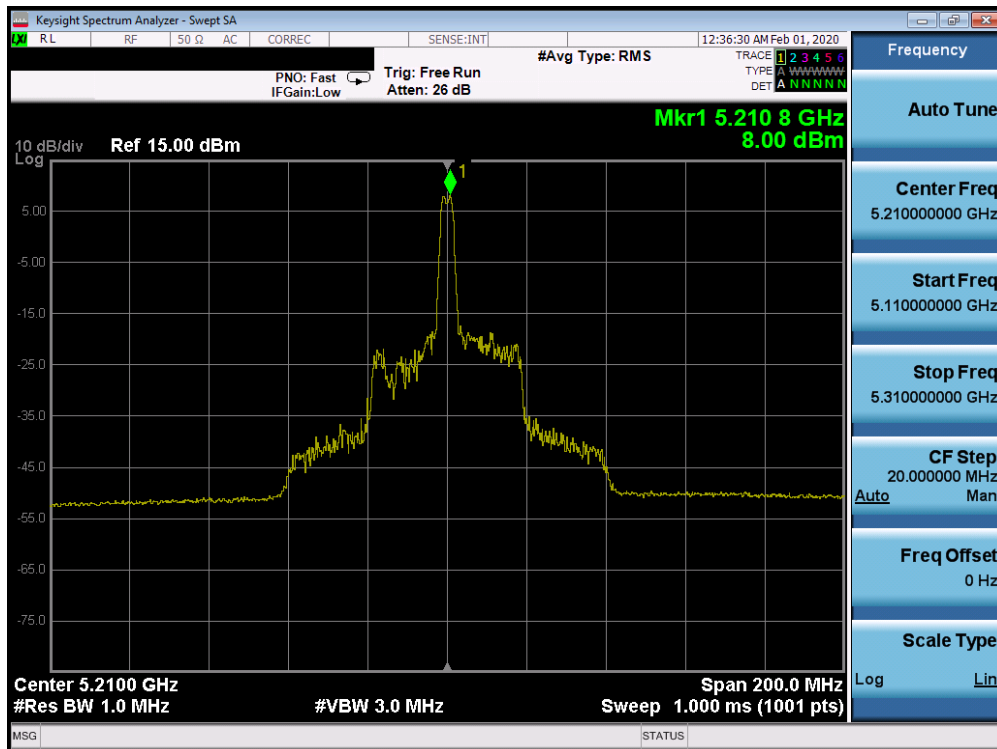 Keysight Spectrum Analyzer - Swept SA
LXI RL RF 50 Ω AC CORREC SENSE:INT 12:36:30 AM Feb 01, 2020
PNO: Fast
IFGain:Low
Trig: Free Run
Atten: 26 dB
#Avg Type: RMS
TRACE 1 2 3 4 5 6
TYPE A WWWWWW
DET A N N N N N
Mkr1 5.210 8 GHz
8.00 dBm
10 dB/div Ref 15.00 dBm
Log
1
5.00
-5.00
-15.0
-25.0
-35.0
-45.0
-55.0
-65.0
-75.0
Center 5.2100 GHz Span 200.0 MHz
#Res BW 1.0 MHz #VBW 3.0 MHz Sweep 1.000 ms (1001 pts)
MSG STATUS
Frequency
Auto Tune
Center Freq
5.210000000 GHz
Start Freq
5.110000000 GHz
Stop Freq
5.310000000 GHz
CF Step
20.000000 MHz
Auto Man
Freq Offset
0 Hz
Scale Type
Log Lin